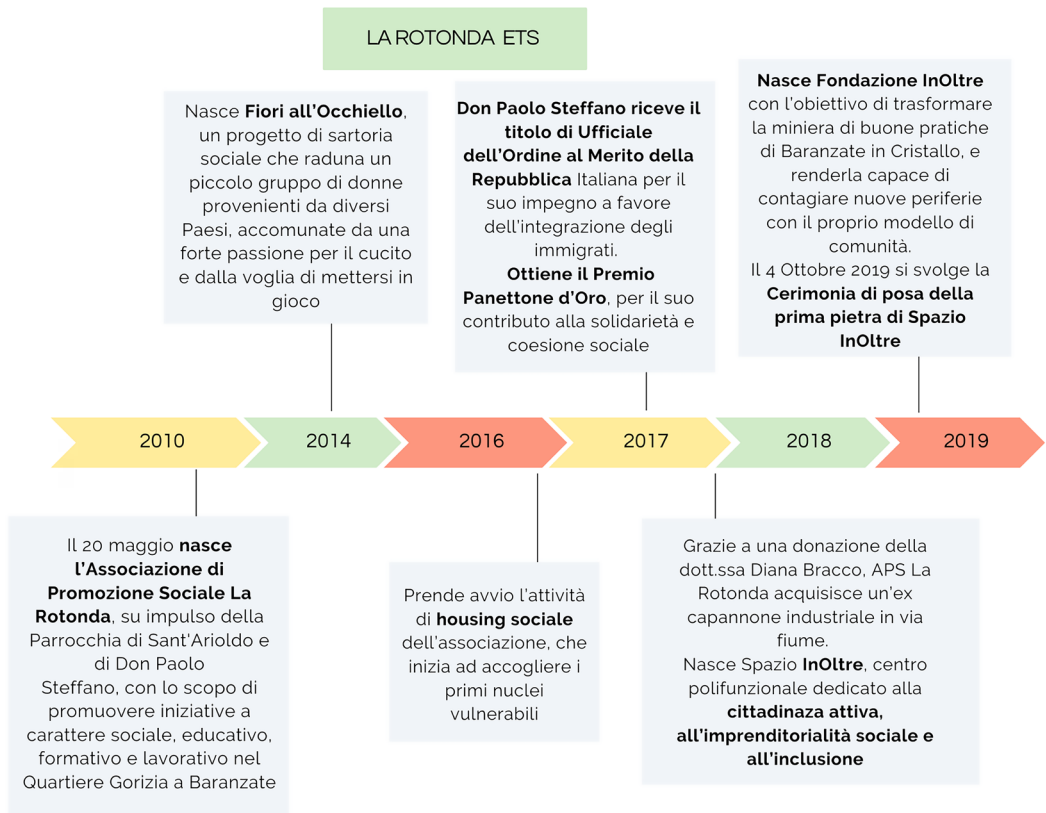 LA ROTONDA ETS
Nasce Fiori all'Occhiello,
un progetto di sartoria
sociale che raduna un
piccolo gruppo di donne
provenienti da diversi
Paesi, accomunate da una
forte passione per il cucito
e dalla voglia di mettersi in
gioco
Don Paolo Steffano riceve il
titolo di Ufficiale
dell'Ordine al Merito della
Repubblica Italiana per il
suo impegno a favore
dell'integrazione degli
immigrati.
Ottiene il Premio
Panettone d'Oro, per il suo
contributo alla solidarietà e
coesione sociale
Nasce Fondazione InOltre
con l'obiettivo di trasformare
la miniera di buone pratiche
di Baranzate in Cristallo, e
renderla capace di
contagiare nuove periferie
con il proprio modello di
comunità.
Il 4 Ottobre 2019 si svolge la
Cerimonia di posa della
prima pietra di Spazio
InOltre
2010
2014
2016
2017
2018
2019
Il 20 maggio nasce
l'Associazione di
Promozione Sociale La
Rotonda, su impulso della
Parrocchia di Sant'Arioldo e
di Don Paolo
Steffano, con lo scopo di
promuovere iniziative a
carattere sociale, educativo,
formativo e lavorativo nel
Quartiere Gorizia a Baranzate
Prende avvio l'attività
di housing sociale
dell'associazione, che
inizia ad accogliere i
primi nuclei
vulnerabili
Grazie a una donazione della
dott.ssa Diana Bracco, APS La
Rotonda acquisisce un'ex
capannone industriale in via
fiume.
Nasce Spazio InOltre, centro
polifunzionale dedicato alla
cittadinaza attiva,
all'imprenditorialità sociale e
all'inclusione